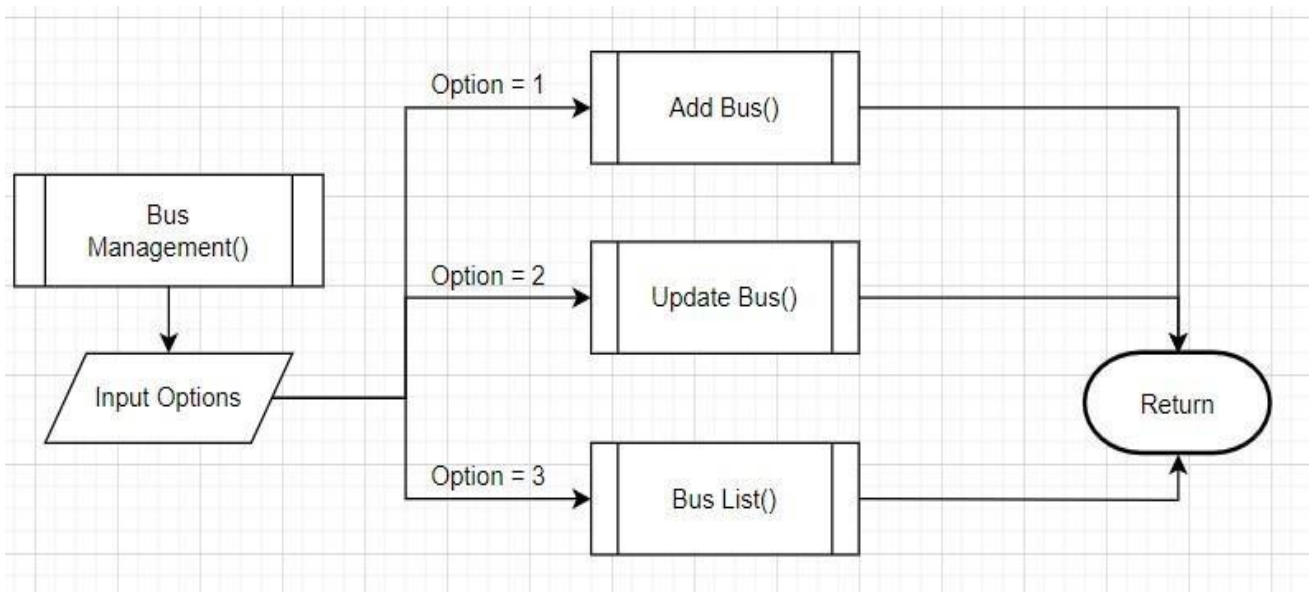 Bus
Management()
Input Options
Option = 1
Add Bus()
Option = 2
Update Bus()
Option = 3
Bus List()
Return